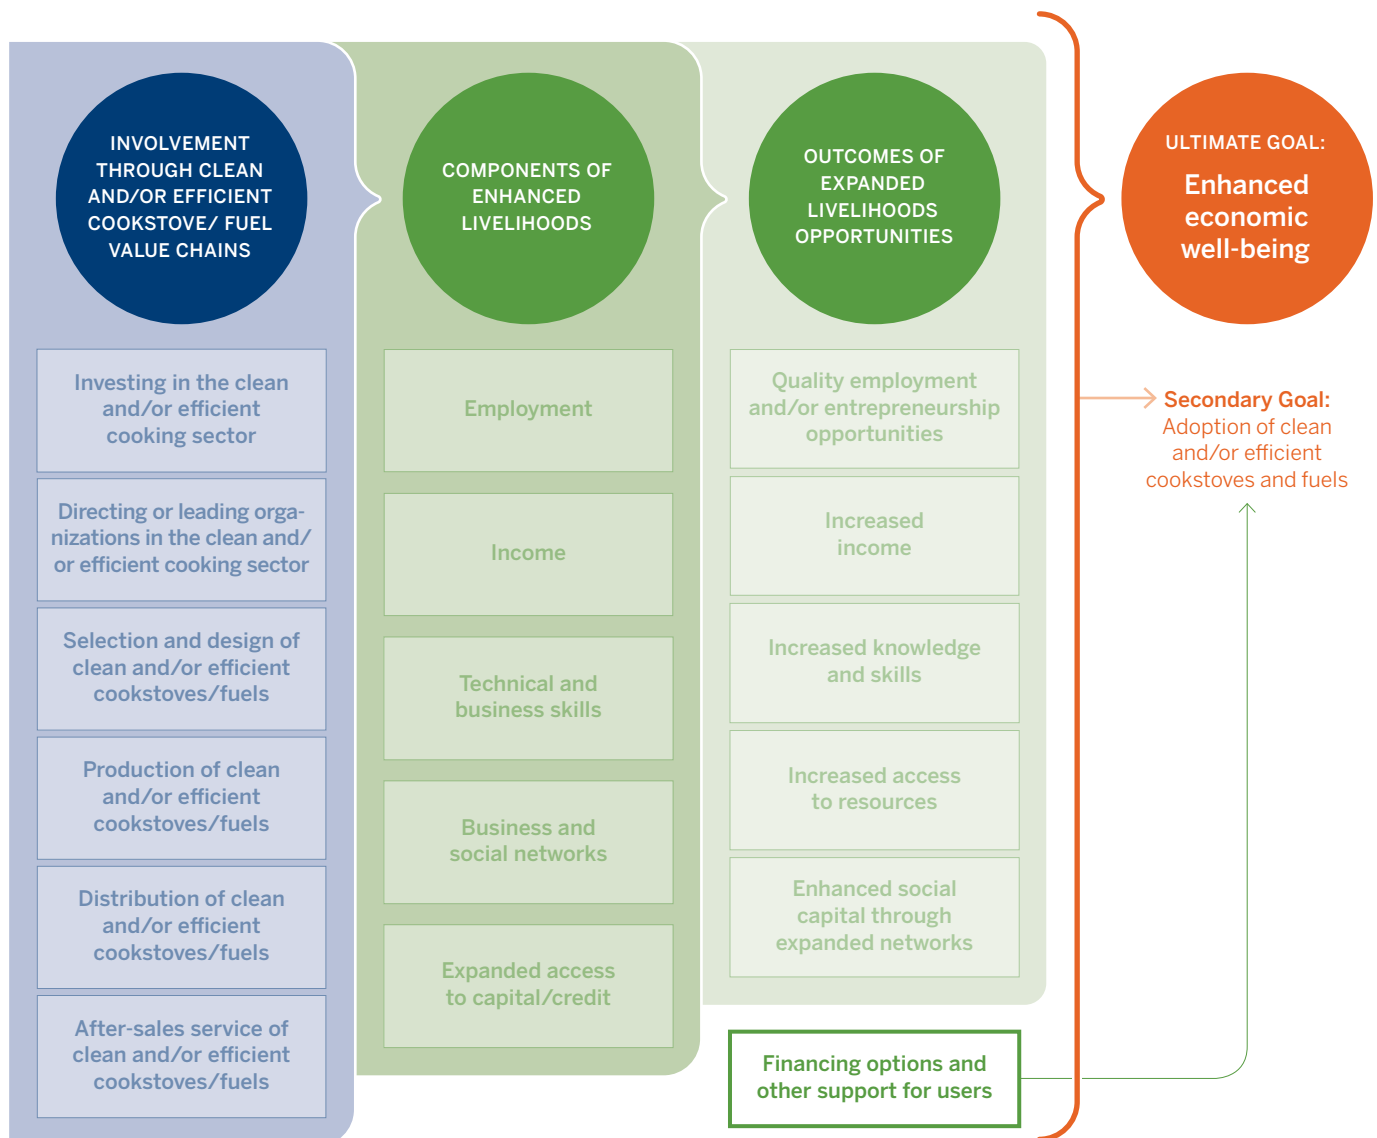 INVOLVEMENT
THROUGH CLEAN
AND/OR EFFICIENT
COOKSTOVE/ FUEL
VALUE CHAINS
Investing in the clean
and/or efficient
cooking sector
Directing or leading orga-
nizations in the clean and/
or efficient cooking sector
Selection and design of
clean and/or efficient
cookstoves/fuels
Production of clean
and/or efficient
cookstoves/fuels
Distribution of clean
and/or efficient
cookstoves/fuels
After-sales service of
clean and/or efficient
cookstoves/fuels
COMPONENTS OF
ENHANCED
LIVELIHOODS
Employment
Income
Technical and
business skills
Business and
social networks
Expanded access
to capital/credit
OUTCOMES OF
EXPANDED
LIVELIHOODS
OPPORTUNITIES
Quality employment
and/or entrepreneurship
opportunities
Increased
income
Increased knowledge
and skills
Increased access
to resources
Enhanced social
capital through
expanded networks
Financing options and
other support for users
ULTIMATE GOAL:
Enhanced
economic
well-being
Secondary Goal:
Adoption of clean
and/or efficient
cookstoves and fuels